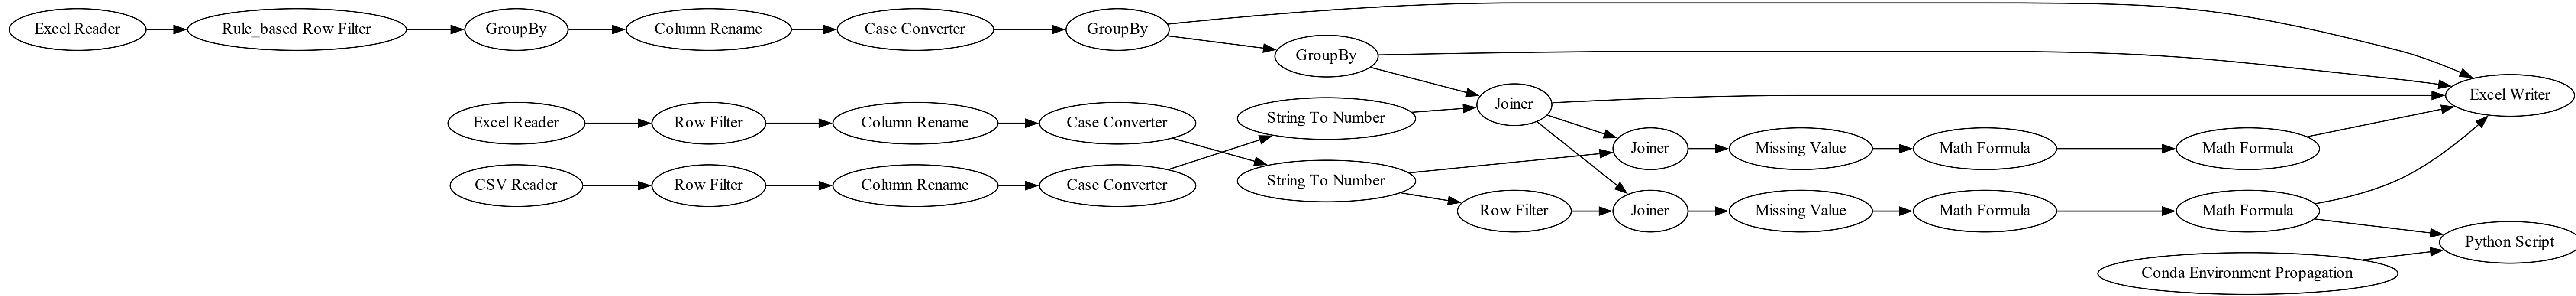 Excel Reader
Rule_based Row Filter
GroupBy
Column Rename
Case Converter
GroupBy
GroupBy
Excel Writer
Joiner
String To Number
Excel Reader
Row Filter
Column Rename
Case Converter
Joiner
Missing Value
Math Formula
Math Formula
CSV Reader
Row Filter
Column Rename
Case Converter
String To Number
Row Filter
Joiner
Missing Value
Math Formula
Math Formula
Python Script
Conda Environment Propagation